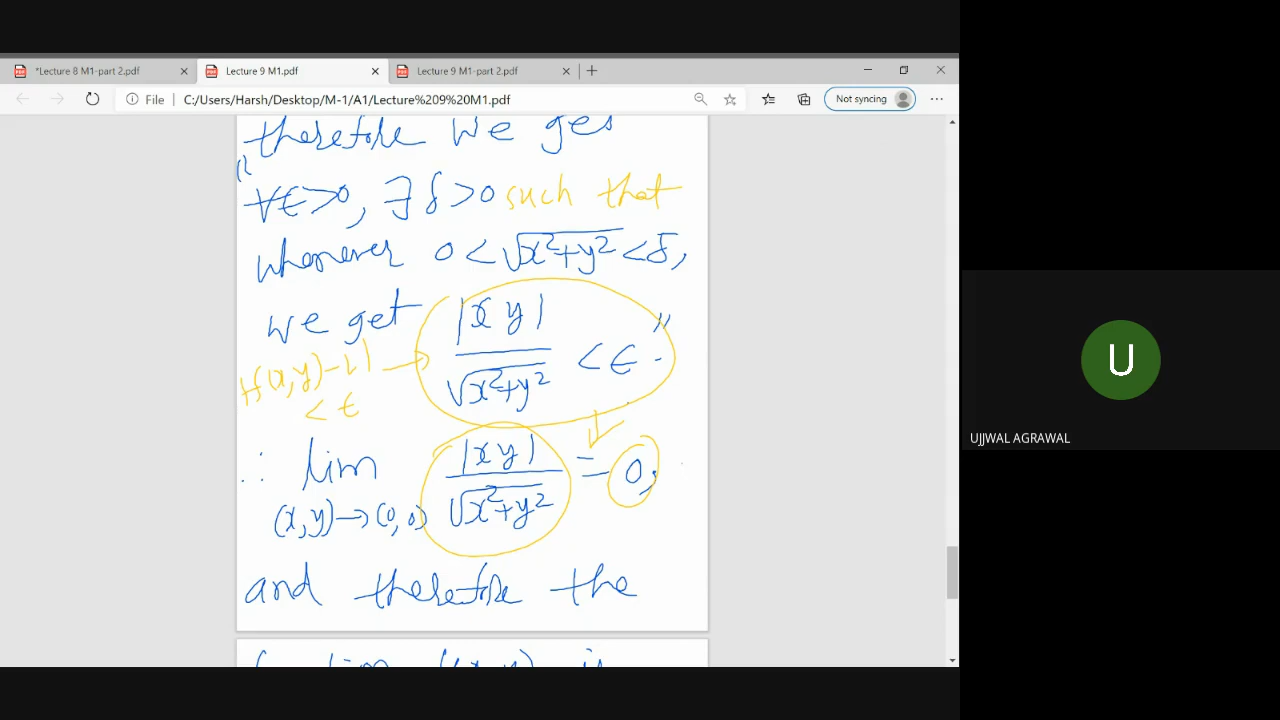 *Lecture 8 M1-part 2.pdf
Lecture 9 M1.pdf
Lecture 9 M1-part 2.pdf
File
C:/Users/Harsh/Desktop/M-1/A1/Lecture%209%20M1.pdf
Not syncing
therefore we get
"∀ε>0, ∃ δ>0 such that
whenever 0 < √x²+y² < δ,
we get |xy| / √x²+y² < ε."
|f(x,y)-L| → < ε
∴ lim (x,y)→(0,0) |xy| / √x²+y² = 0,
and therefore the
U
UJJWAL AGRAWAL